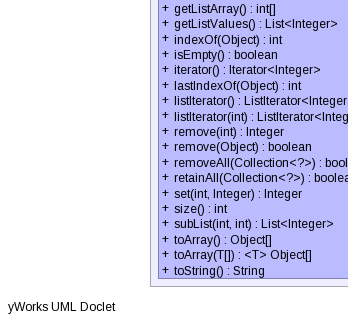 + getListArray() : int[]
+ getListValues() : List<Integer>
+ indexOf(Object) : int
+ isEmpty() : boolean
+ iterator() : Iterator<Integer>
+ lastIndexOf(Object) : int
+ listIterator() : ListIterator<Integer
+ listIterator(int) : ListIterator<Integ
+ remove(int) : Integer
+ remove(Object) : boolean
+ removeAll(Collection<?>) : bool
+ retainAll(Collection<?>) : boolea
+ set(int, Integer) : Integer
+ size() : int
+ subList(int, int) : List<Integer>
+ toArray() : Object[]
+ toArray(T[]) : <T> Object[]
+ toString() : String
yWorks UML Doclet